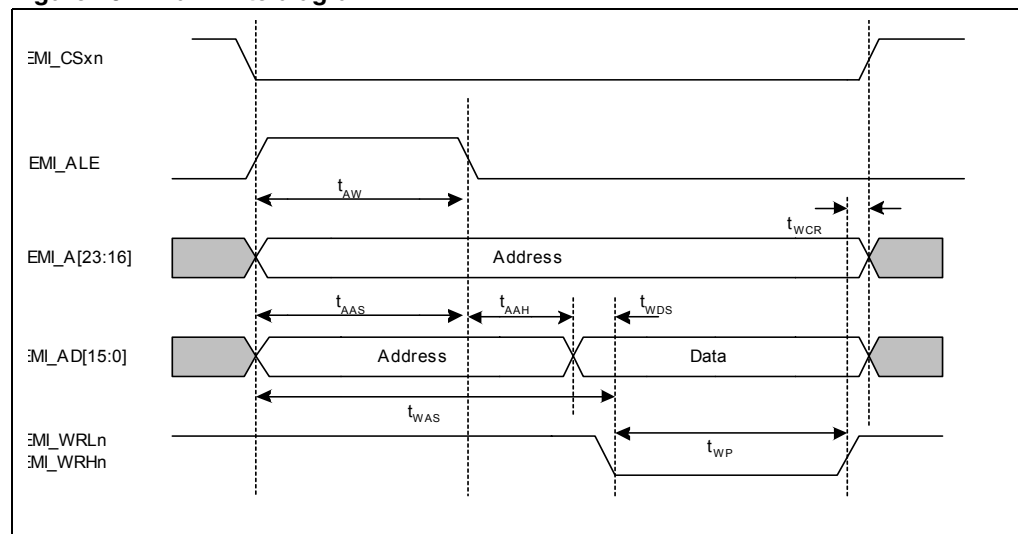 EMI_CSxn
EMI_ALE
t_AW
t_WCR
EMI_A[23:16]
Address
t_AAS
t_AAH
t_WDS
EMI_AD[15:0]
Address
Data
t_WAS
EMI_WRLn
EMI_WRHn
t_WP